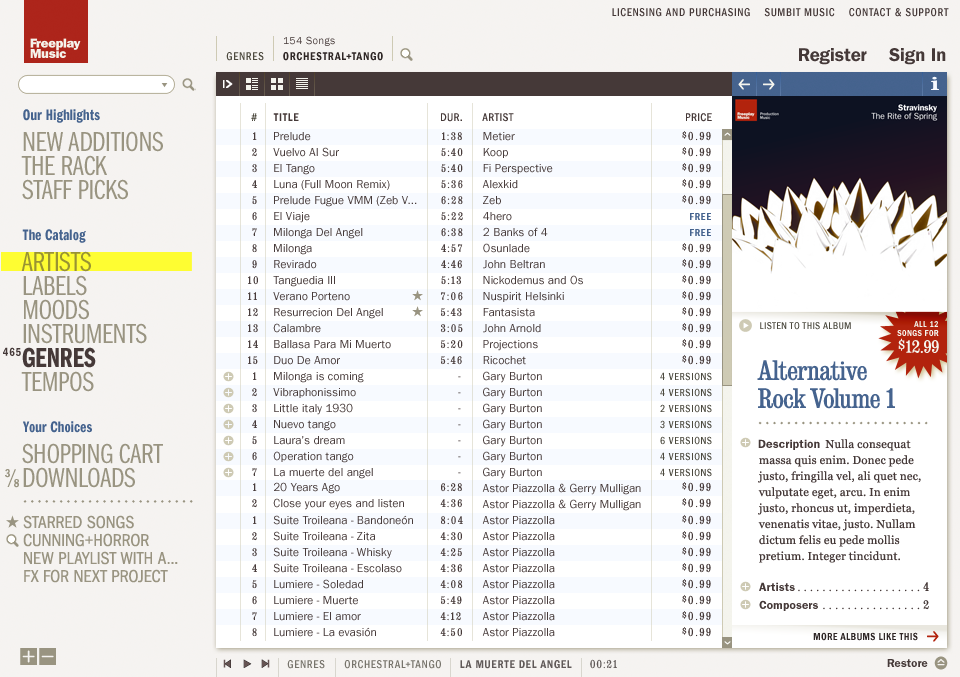 LICENSING AND PURCHASING SUMBIT MUSIC CONTACT & SUPPORT
Freeplay
Music
154 Songs
GENRES ORCHESTRAL+TANGO
Register Sign In
Our Highlights
NEW ADDITIONS
THE RACK
STAFF PICKS
The Catalog
ARTISTS
LABELS
MOODS
INSTRUMENTS
465 GENRES
TEMPOS
Your Choices
SHOPPING CART
3/8 DOWNLOADS
STARRED SONGS
CUNNING+HORROR
NEW PLAYLIST WITH A...
FX FOR NEXT PROJECT
# TITLE DUR. ARTIST PRICE
1 Prelude 1:38 Metier $0.99
2 Vuelvo Al Sur 5:40 Koop $0.99
3 El Tango 5:40 Fi Perspective $0.99
4 Luna (Full Moon Remix) 5:36 Alexkid $0.99
5 Prelude Fugue VMM (Zeb V... 6:28 Zeb $0.99
6 El Viaje 5:22 4hero FREE
7 Milonga Del Angel 6:38 2 Banks of 4 FREE
8 Milonga 4:57 Osunlade $0.99
9 Revirado 4:46 John Beltran $0.99
10 Tanguedia III 5:13 Nickodemus and Os $0.99
11 Verano Porteno ★ 7:06 Nuspirit Helsinki $0.99
12 Resurrecion Del Angel ★ 5:43 Fantasista $0.99
13 Calambre 3:05 John Arnold $0.99
14 Ballasa Para Mi Muerto 5:20 Projections $0.99
15 Duo De Amor 5:46 Ricochet $0.99
1 Milonga is coming - Gary Burton 4 VERSIONS
2 Vibraphonissimo - Gary Burton 4 VERSIONS
3 Little italy 1930 - Gary Burton 2 VERSIONS
4 Nuevo tango - Gary Burton 3 VERSIONS
5 Laura's dream - Gary Burton 6 VERSIONS
6 Operation tango - Gary Burton 4 VERSIONS
7 La muerte del angel - Gary Burton 4 VERSIONS
1 20 Years Ago 6:28 Astor Piazzolla & Gerry Mulligan $0.99
2 Close your eyes and listen 4:36 Astor Piazzolla & Gerry Mulligan $0.99
1 Suite Troileana - Bandoneón 8:04 Astor Piazzolla $0.99
2 Suite Troileana - Zita 4:30 Astor Piazzolla $0.99
3 Suite Troileana - Whisky 4:25 Astor Piazzolla $0.99
4 Suite Troileana - Escolaso 4:36 Astor Piazzolla $0.99
5 Lumiere - Soledad 4:08 Astor Piazzolla $0.99
6 Lumiere - Muerte 5:49 Astor Piazzolla $0.99
7 Lumiere - El amor 4:12 Astor Piazzolla $0.99
8 Lumiere - La evasión 4:50 Astor Piazzolla $0.99
i
Freeplay Music
Production Music
Stravinsky
The Rite of Spring
LISTEN TO THIS ALBUM
ALL 12
SONGS FOR
$12.99
Alternative
Rock Volume 1
Description Nulla consequat
massa quis enim. Donec pede
justo, fringilla vel, ali quet nec,
vulputate eget, arcu. In enim
justo, rhoncus ut, imperdieta,
venenatis vitae, justo. Nullam
dictum felis eu pede mollis
pretium. Integer tincidunt.
Artists . . . . . . . . . . . . . . . . . . . 4
Composers . . . . . . . . . . . . . . . 2
MORE ALBUMS LIKE THIS
GENRES ORCHESTRAL+TANGO LA MUERTE DEL ANGEL 00:21
Restore